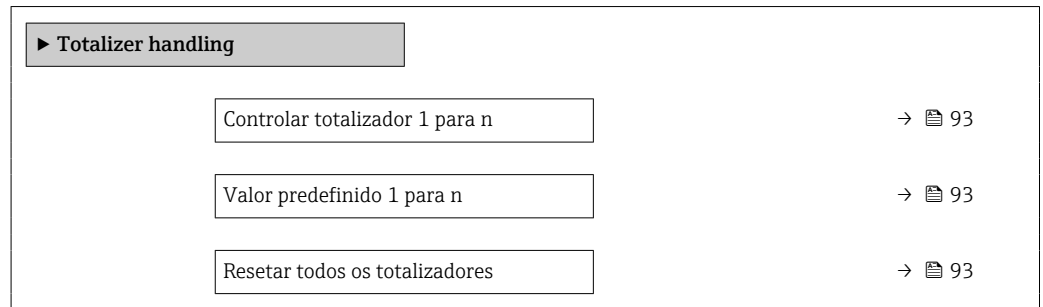 ▶ Totalizer handling
Controlar totalizador 1 para n → 93
Valor predefinido 1 para n → 93
Resetar todos os totalizadores → 93